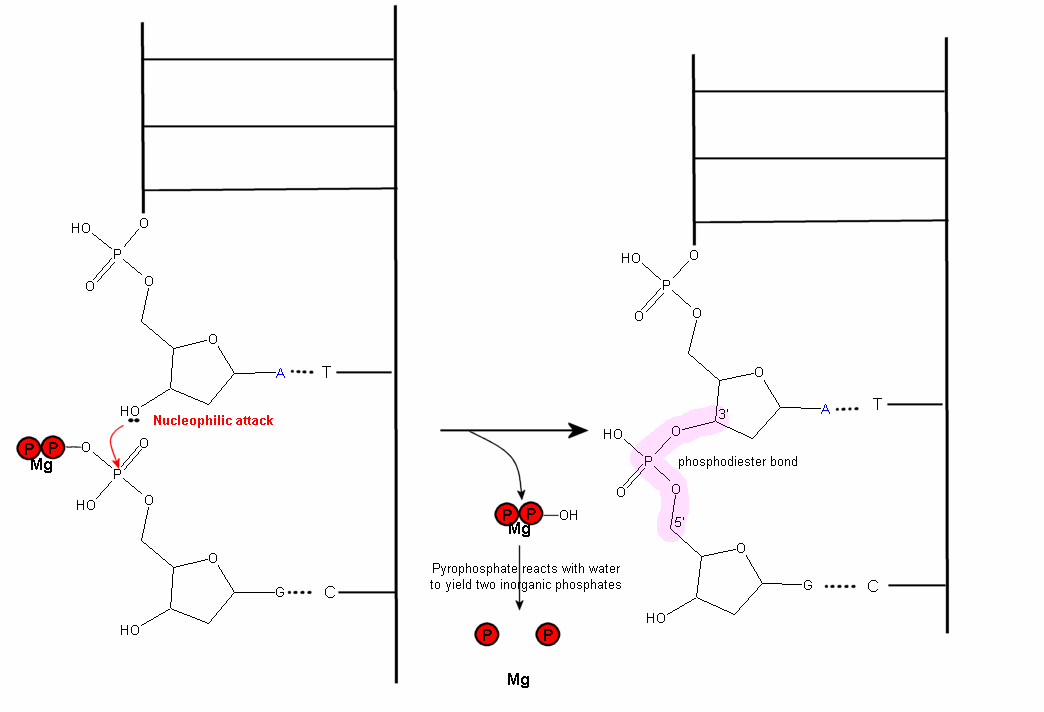 O
HO
P
O
O
O
A T
HO
Nucleophilic attack
P P O O
Mg
P
HO O
O
G C
HO
P P OH
Mg
Pyrophosphate reacts with water
to yield two inorganic phosphates
P P
Mg
O
HO
P
O O
O
3' A T
HO O
P phosphodiester bond
O O
5'
O
G C
HO